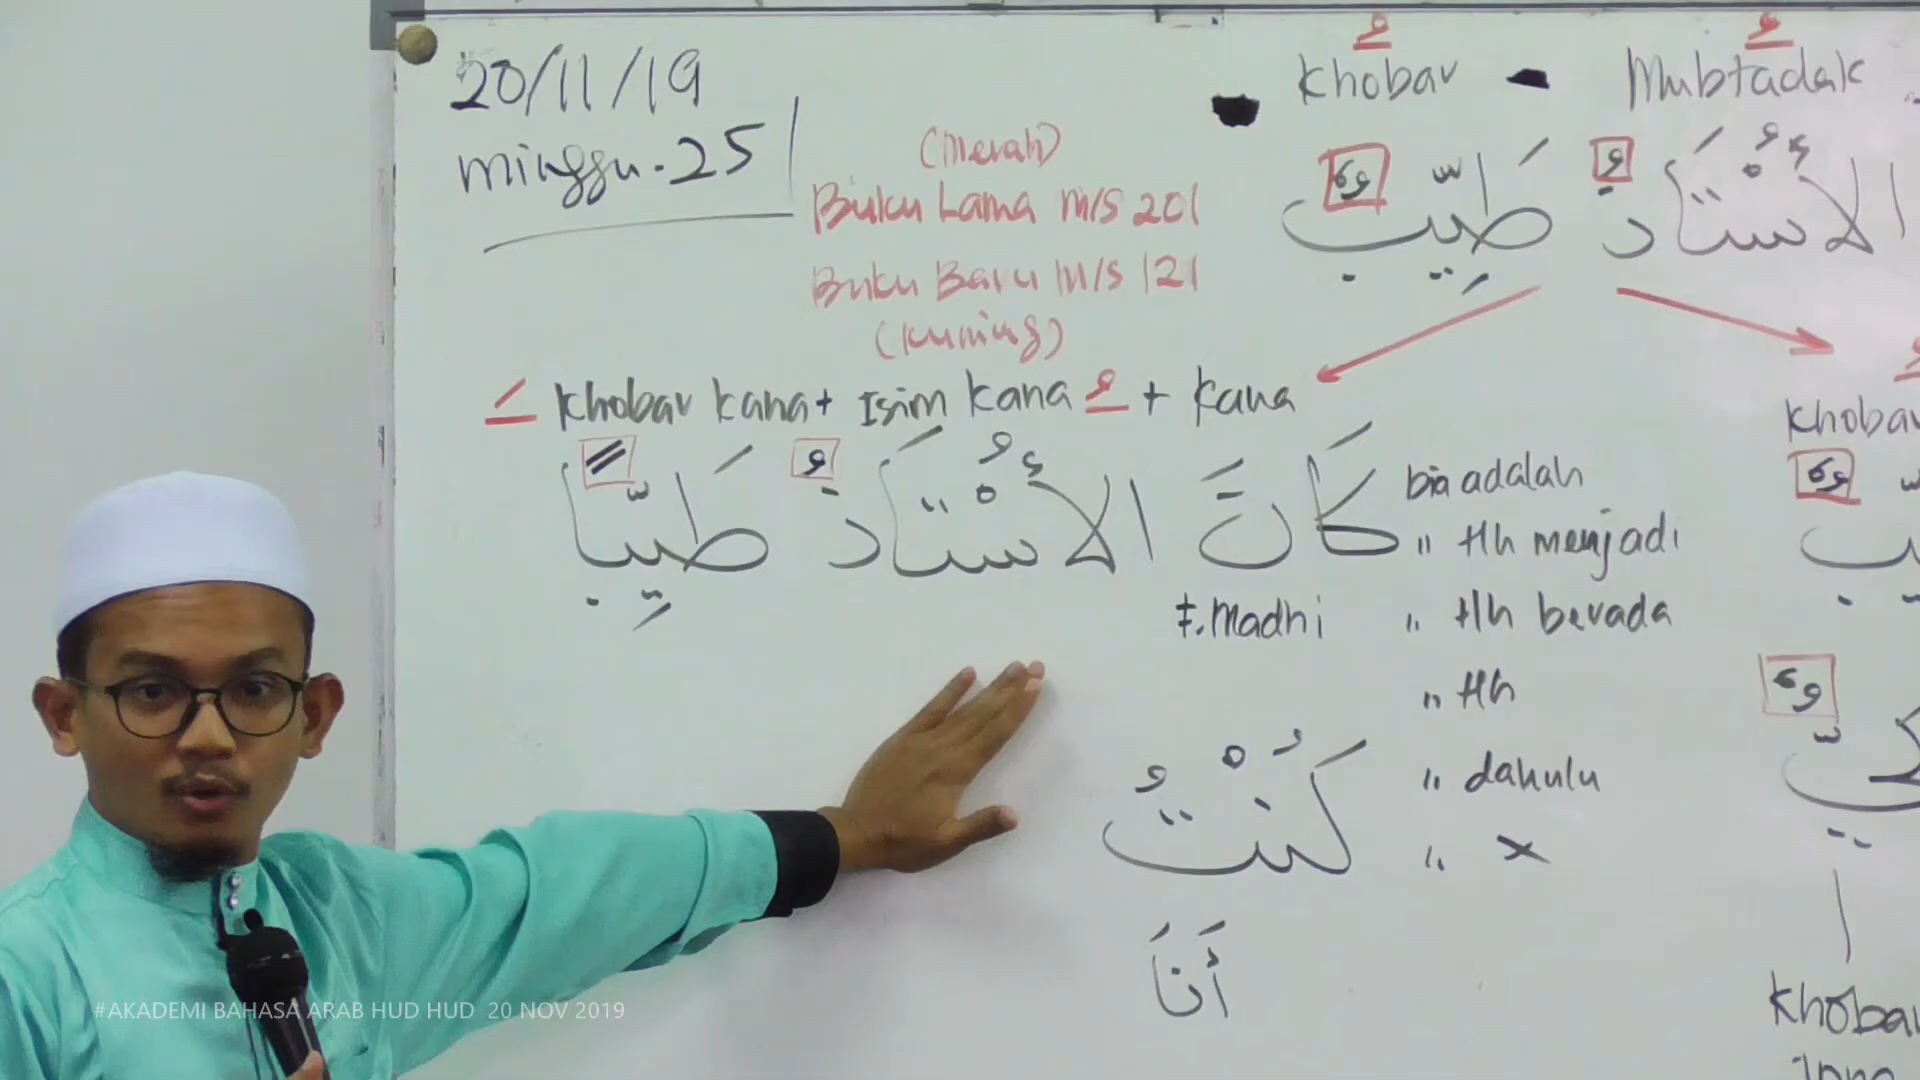 20/11/19
minggu.25
(Merah)
Buku Lama m/s 201
Buku Baru m/s 121
(kuning)
Khobar - Mubtadak
الأُسْتَاذُ طَيِّبٌ
Khobar kana + Isim kana + kana
كَانَ الأُسْتَاذُ طَيِّبًا
bia adalah
" tlh menjadi
F. Madhi " tlh berada
" tlh
" dahulu
" x
كُنْتُ
أَنَا
Khobar
Khobar
#AKADEMI BAHASA ARAB HUD HUD 20 NOV 2019